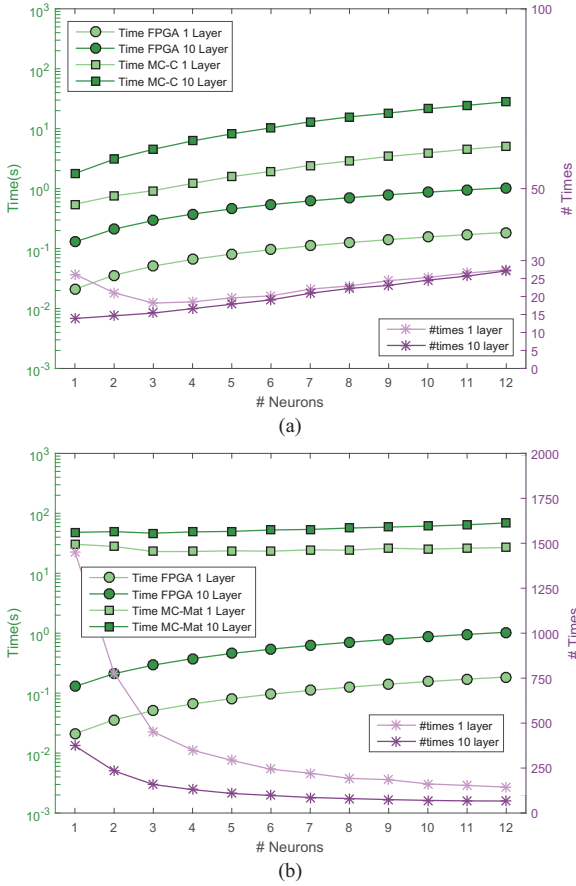 10^3
10^2
10^1
10^0
10^-1
10^-2
10^-3
Time(s)
Time FPGA 1 Layer
Time FPGA 10 Layer
Time MC-C 1 Layer
Time MC-C 10 Layer
100
50
30
25
20
15
10
5
0
# Times
#times 1 layer
#times 10 layer
1 2 3 4 5 6 7 8 9 10 11 12
# Neurons
(a)
10^3
10^2
10^1
10^0
10^-1
10^-2
10^-3
Time(s)
Time FPGA 1 Layer
Time FPGA 10 Layer
Time MC-Mat 1 Layer
Time MC-Mat 10 Layer
2000
1750
1500
1250
1000
750
500
250
100
0
# Times
#times 1 layer
#times 10 layer
1 2 3 4 5 6 7 8 9 10 11 12
# Neurons
(b)